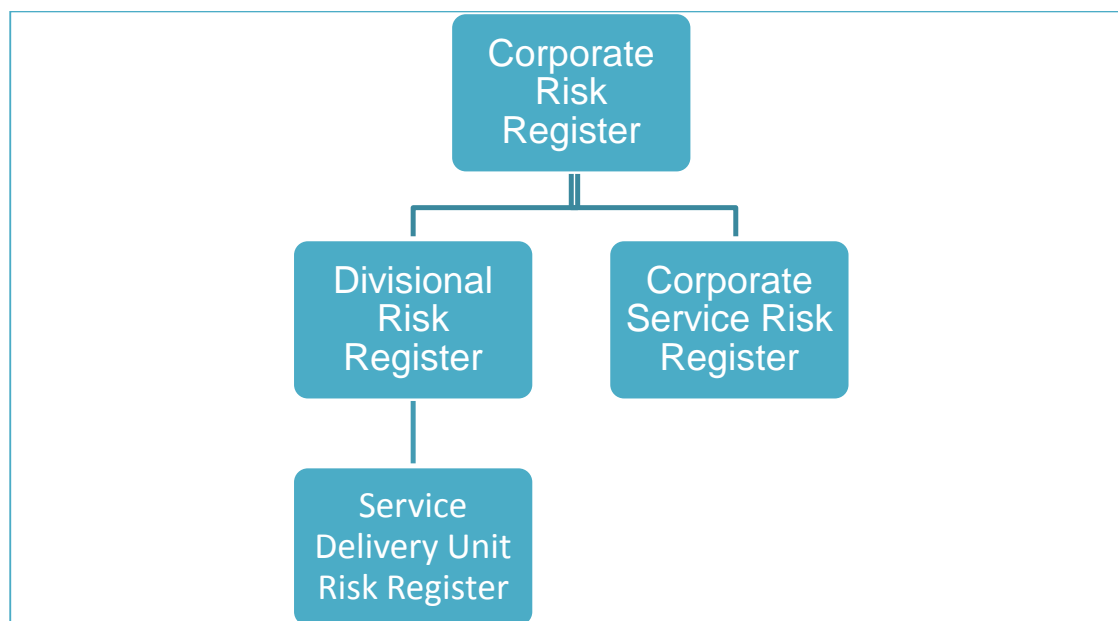 Corporate
Risk
Register
Divisional
Risk
Register
Corporate
Service Risk
Register
Service
Delivery Unit
Risk Register